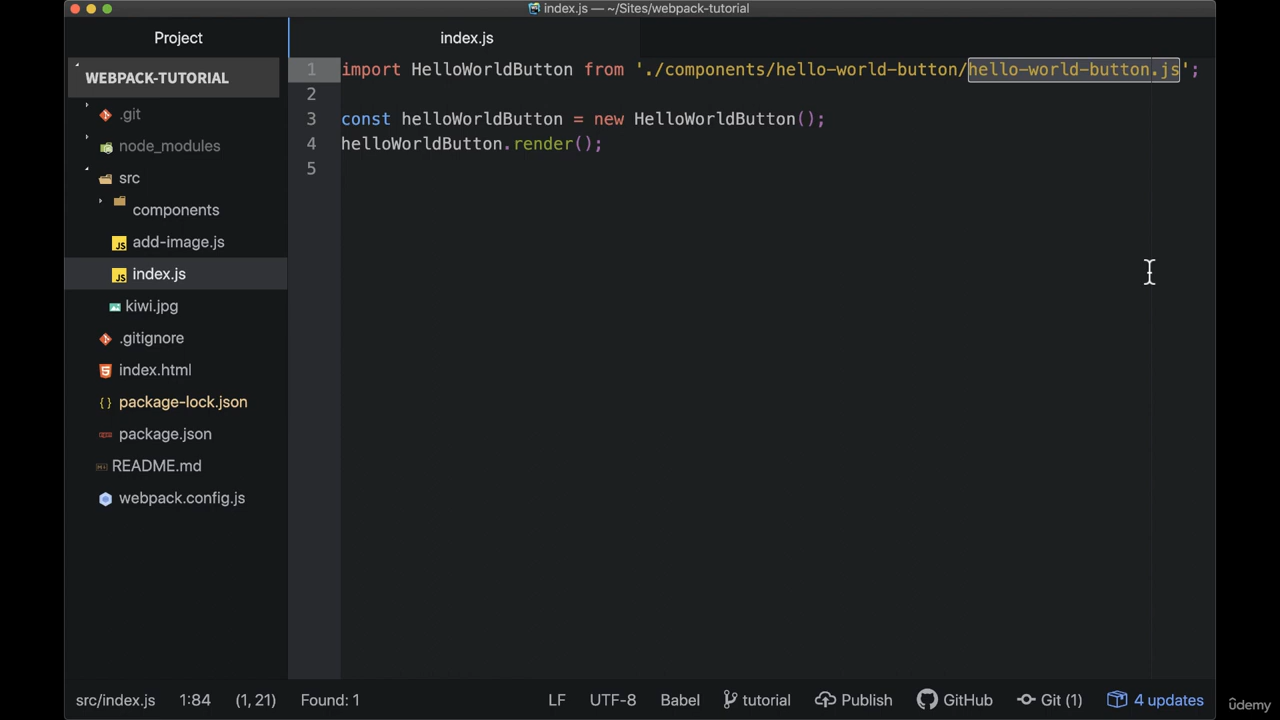 index.js — ~/Sites/webpack-tutorial
Project
index.js
WEBPACK-TUTORIAL
.git
node_modules
src
components
add-image.js
index.js
kiwi.jpg
.gitignore
index.html
package-lock.json
package.json
README.md
webpack.config.js
1 import HelloWorldButton from './components/hello-world-button/hello-world-button.js';
2
3 const helloWorldButton = new HelloWorldButton();
4 helloWorldButton.render();
5
src/index.js 1:84 (1, 21) Found: 1 LF UTF-8 Babel tutorial Publish GitHub Git (1) 4 updates
ûdemy